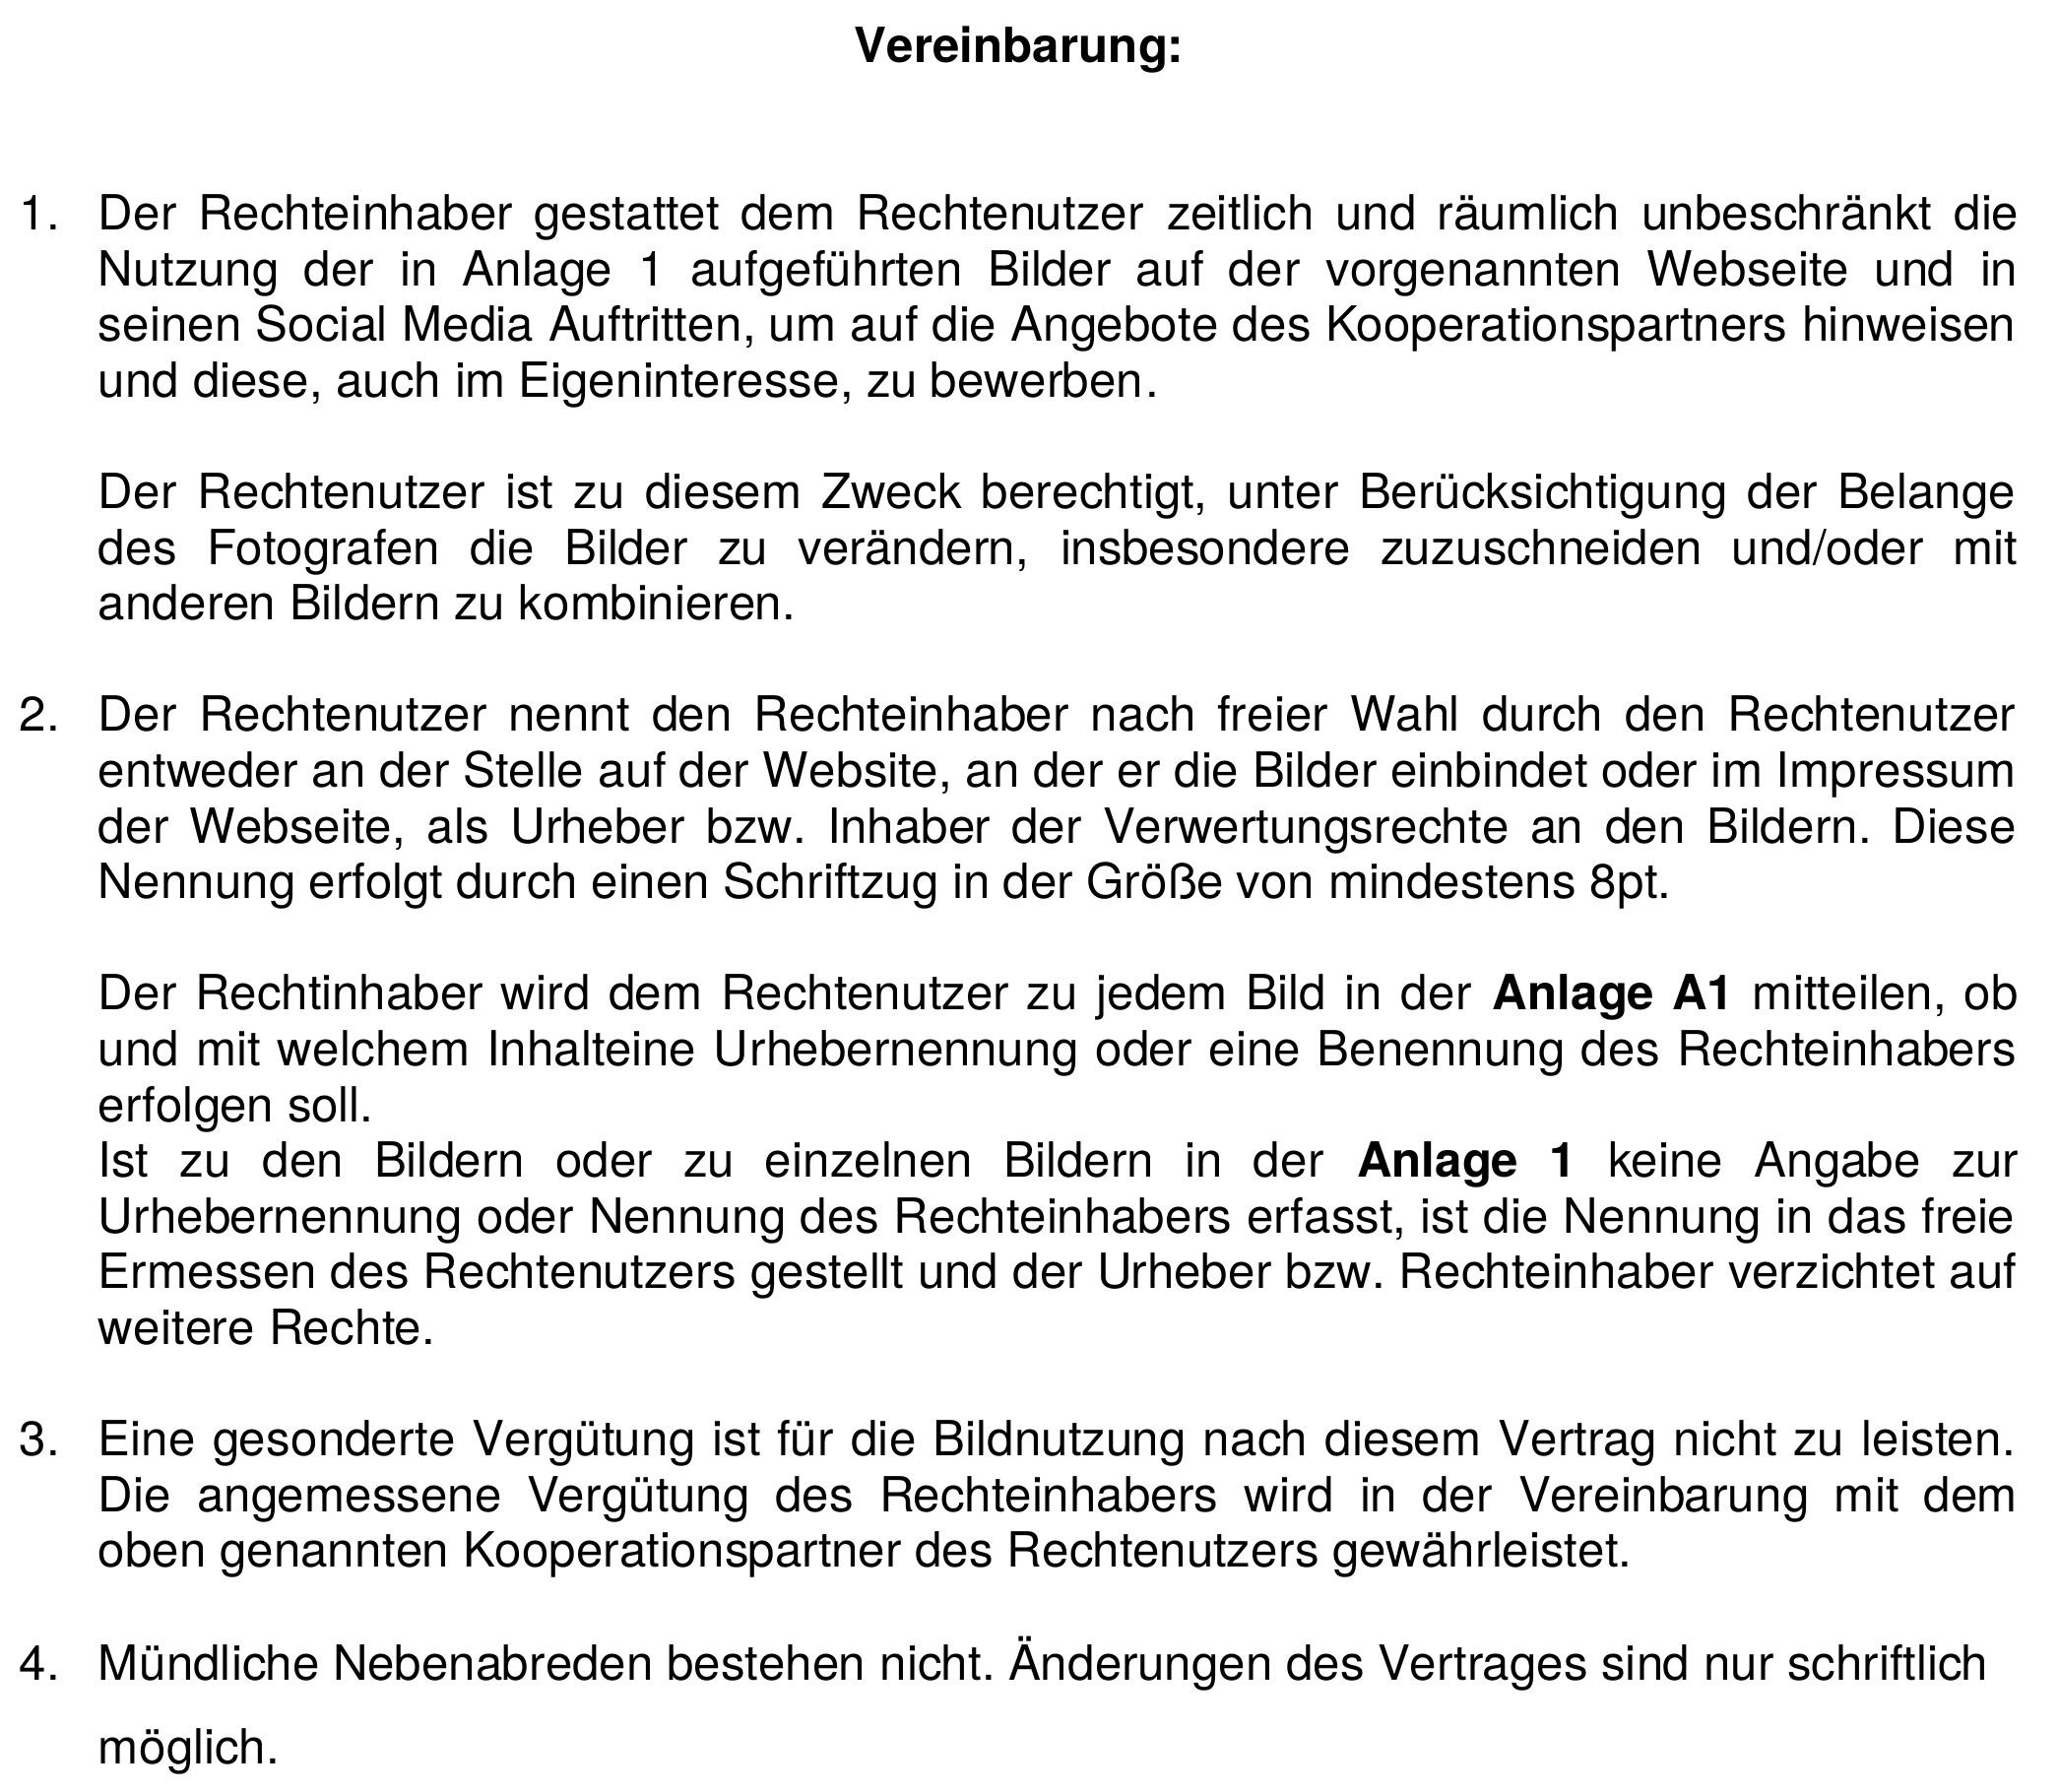 Vereinbarung:
1. Der Rechteinhaber gestattet dem Rechtenutzer zeitlich und räumlich unbeschränkt die
Nutzung der in Anlage 1 aufgeführten Bilder auf der vorgenannten Webseite und in
seinen Social Media Auftritten, um auf die Angebote des Kooperationspartners hinweisen
und diese, auch im Eigeninteresse, zu bewerben.
Der Rechtenutzer ist zu diesem Zweck berechtigt, unter Berücksichtigung der Belange
des Fotografen die Bilder zu verändern, insbesondere zuzuschneiden und/oder mit
anderen Bildern zu kombinieren.
2. Der Rechtenutzer nennt den Rechteinhaber nach freier Wahl durch den Rechtenutzer
entweder an der Stelle auf der Website, an der er die Bilder einbindet oder im Impressum
der Webseite, als Urheber bzw. Inhaber der Verwertungsrechte an den Bildern. Diese
Nennung erfolgt durch einen Schriftzug in der Größe von mindestens 8pt.
Der Rechtinhaber wird dem Rechtenutzer zu jedem Bild in der Anlage A1 mitteilen, ob
und mit welchem Inhalteine Urhebernennung oder eine Benennung des Rechteinhabers
erfolgen soll.
Ist zu den Bildern oder zu einzelnen Bildern in der Anlage 1 keine Angabe zur
Urhebernennung oder Nennung des Rechteinhabers erfasst, ist die Nennung in das freie
Ermessen des Rechtenutzers gestellt und der Urheber bzw. Rechteinhaber verzichtet auf
weitere Rechte.
3. Eine gesonderte Vergütung ist für die Bildnutzung nach diesem Vertrag nicht zu leisten.
Die angemessene Vergütung des Rechteinhabers wird in der Vereinbarung mit dem
oben genannten Kooperationspartner des Rechtenutzers gewährleistet.
4. Mündliche Nebenabreden bestehen nicht. Änderungen des Vertrages sind nur schriftlich
möglich.